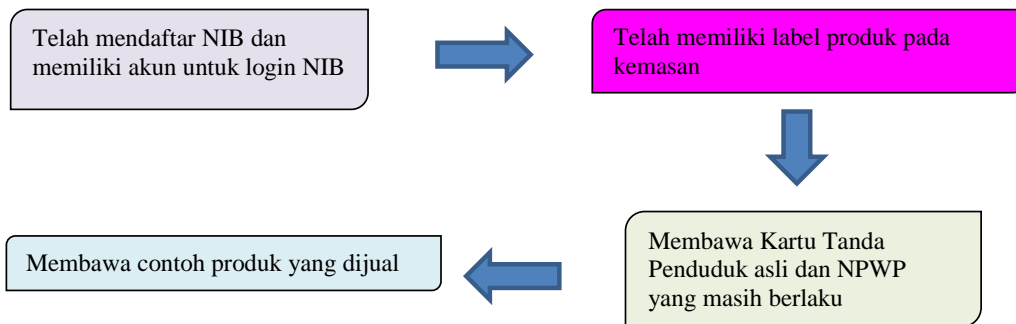 Telah mendaftar NIB dan
memiliki akun untuk login NIB
Telah memiliki label produk pada
kemasan
Membawa Kartu Tanda
Penduduk asli dan NPWP
yang masih berlaku
Membawa contoh produk yang dijual